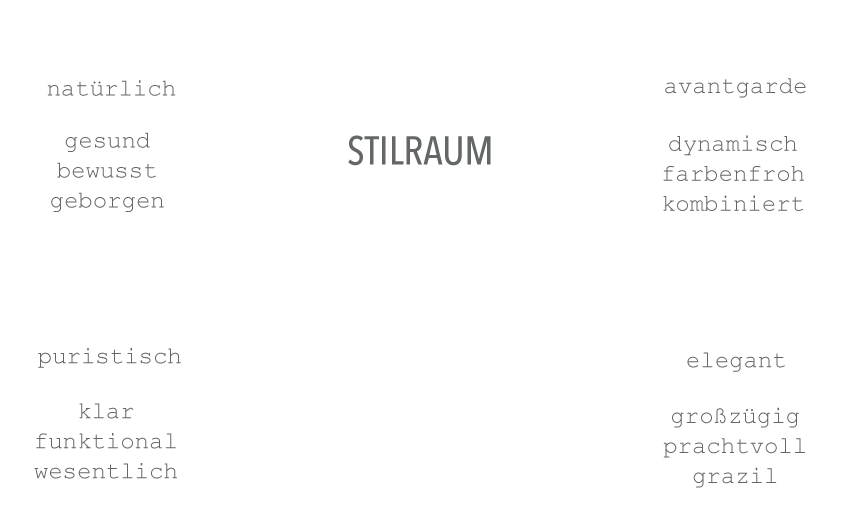 natürlich
gesund
bewusst
geborgen
STILRAUM
avantgarde
dynamisch
farbenfroh
kombiniert
puristisch
klar
funktional
wesentlich
elegant
großzügig
prachtvoll
grazil